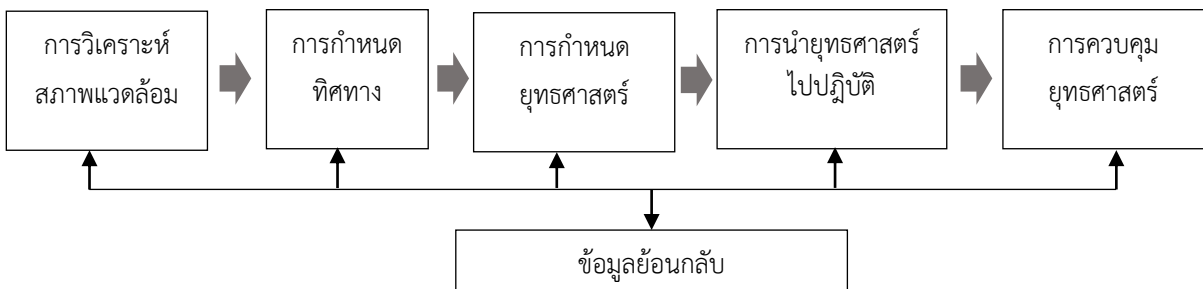 การวิเคราะห์
สภาพแวดล้อม
การกำหนด
ทิศทาง
การกำหนด
ยุทธศาสตร์
การนำยุทธศาสตร์
ไปปฎิบัติ
การควบคุม
ยุทธศาสตร์
ข้อมูลย้อนกลับ